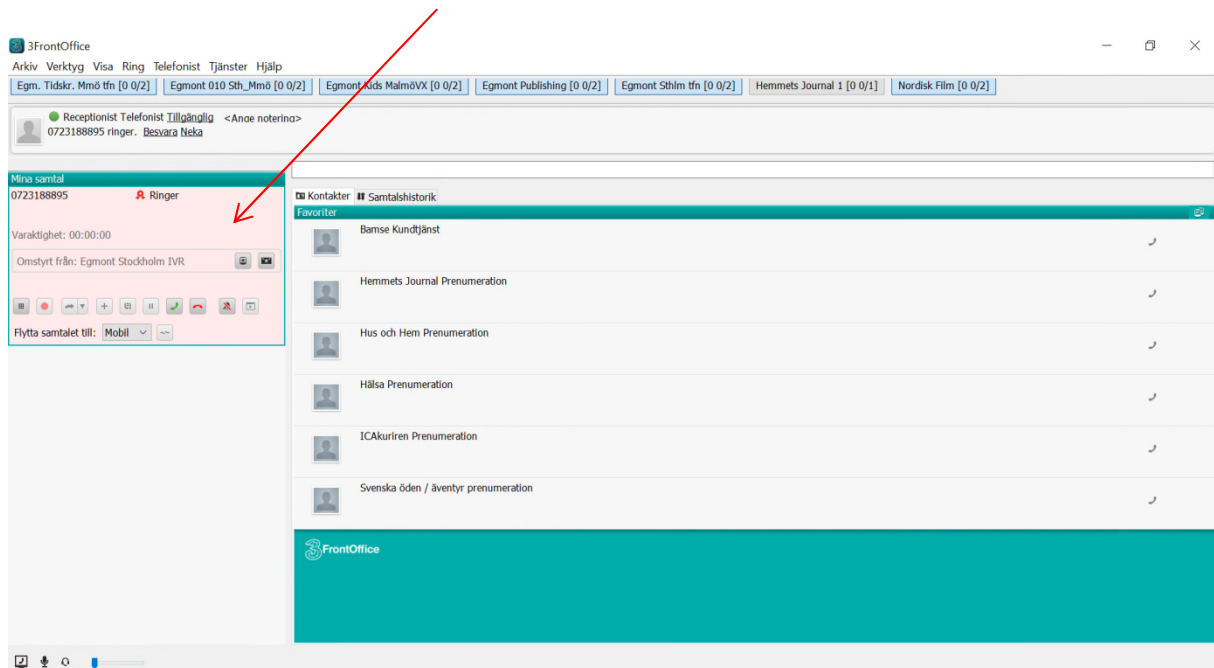 3FrontOffice
Arkiv Verktyg Visa Ring Telefonist Tjänster Hjälp
Egm. Tidskr. Mmö tfn [0 0/2] Egmont 010 Sth_Mmö [0 0/2] Egmont Kids MalmöVX [0 0/2] Egmont Publishing [0 0/2] Egmont Sthlm tfn [0 0/2] Hemmets Journal 1 [0 0/1] Nordisk Film [0 0/2]
Receptionist Telefonist Tillgänglig <Ange notering>
0723188895 ringer. Besvara Neka
Mina samtal
0723188895 Ringer
Varaktighet: 00:00:00
Omstyrt från: Egmont Stockholm IVR
Flytta samtalet till: Mobil
Kontakter Samtalshistorik
Favoriter
Bamse Kundtjänst
Hemmets Journal Prenumeration
Hus och Hem Prenumeration
Hälsa Prenumeration
ICAkuriren Prenumeration
Svenska öden / äventyr prenumeration
3FrontOffice